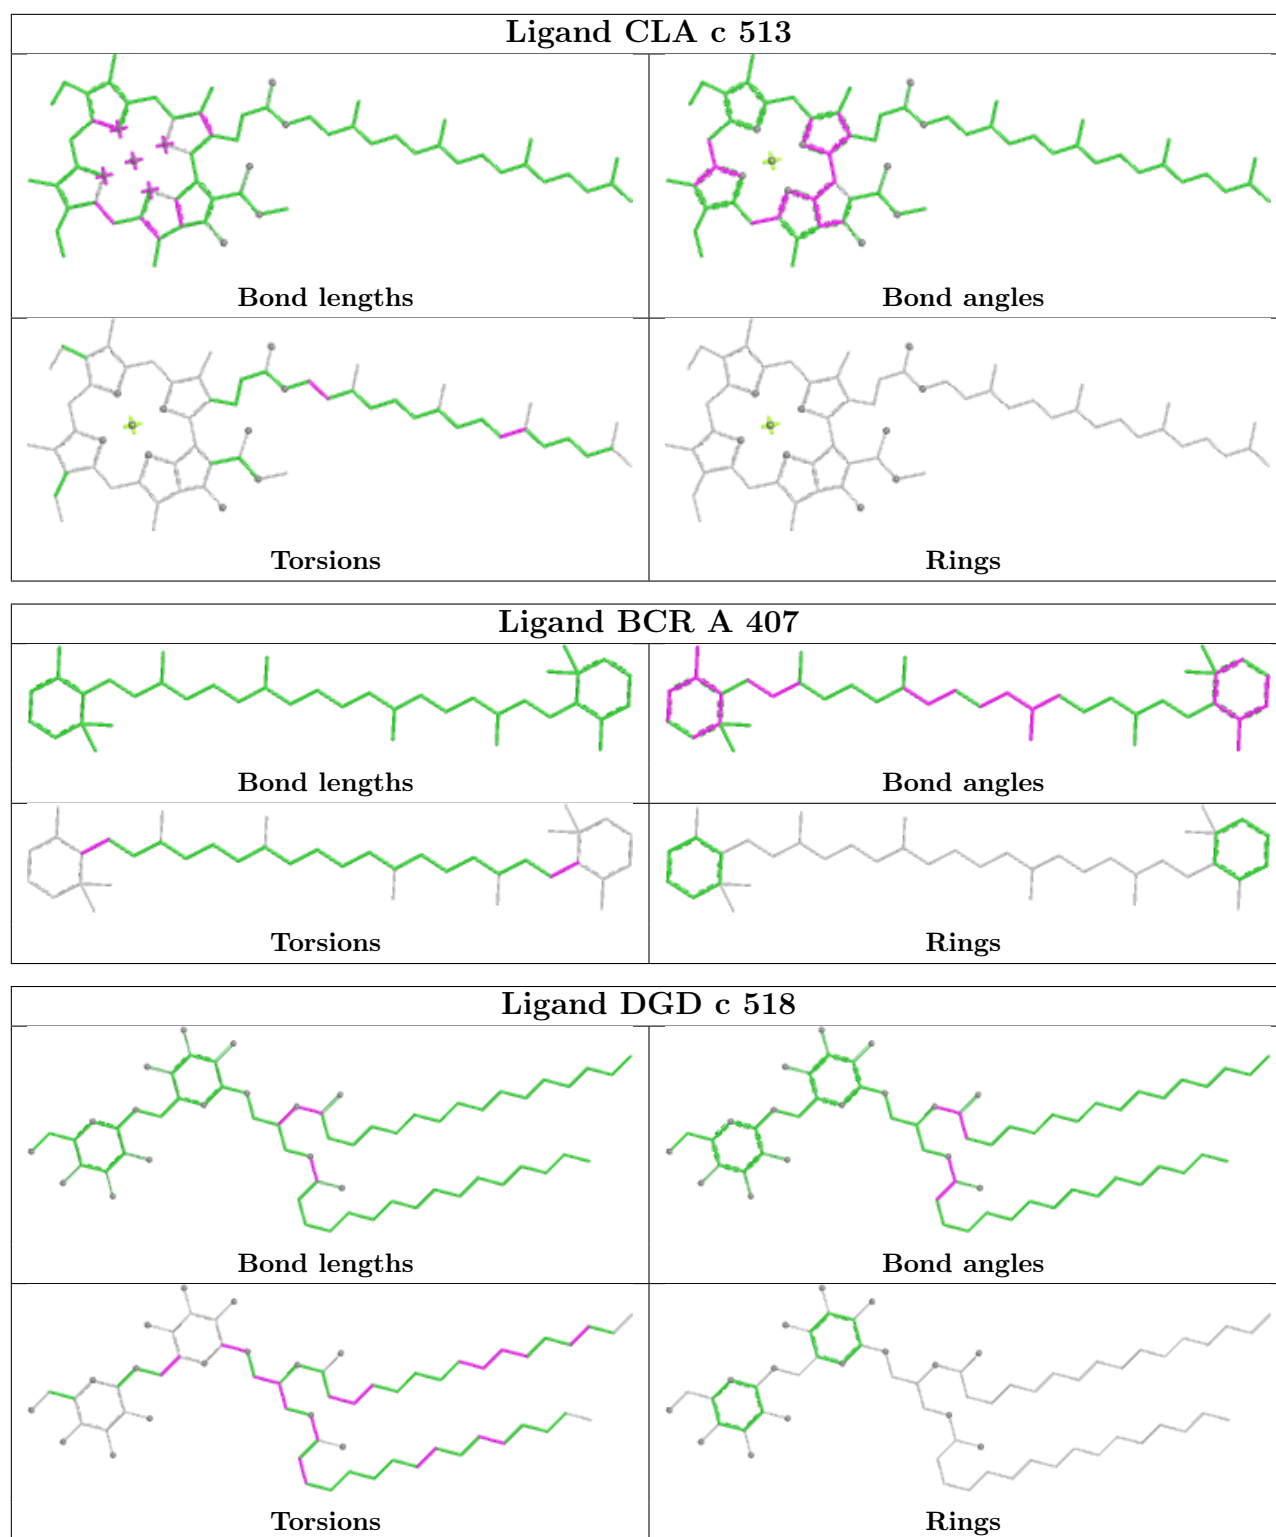 Ligand CLA c 513
Bond lengths
Bond angles
Torsions
Rings
Ligand BCR A 407
Bond lengths
Bond angles
Torsions
Rings
Ligand DGD c 518
Bond lengths
Bond angles
Torsions
Rings